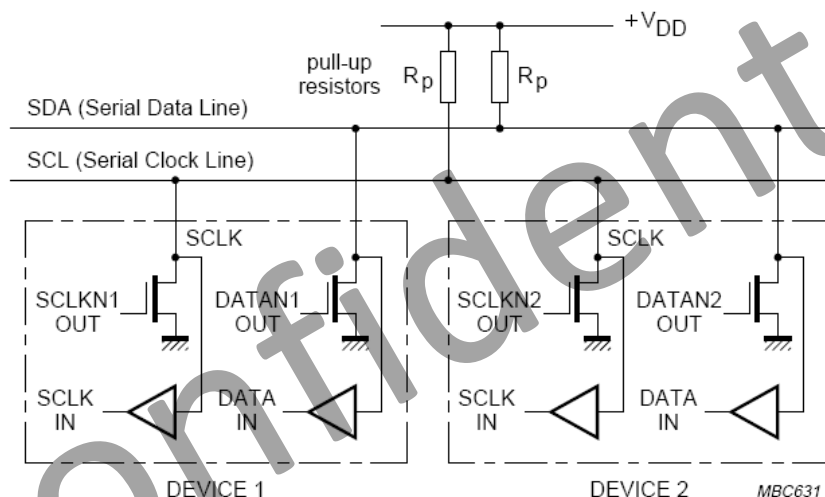 +VDD
pull-up
resistors
Rp
Rp
SDA (Serial Data Line)
SCL (Serial Clock Line)
SCLK
SCLK
SCLKN1
OUT
DATAN1
OUT
SCLKN2
OUT
DATAN2
OUT
SCLK
IN
DATA
IN
SCLK
IN
DATA
IN
DEVICE 1
DEVICE 2
MBC631
onfident